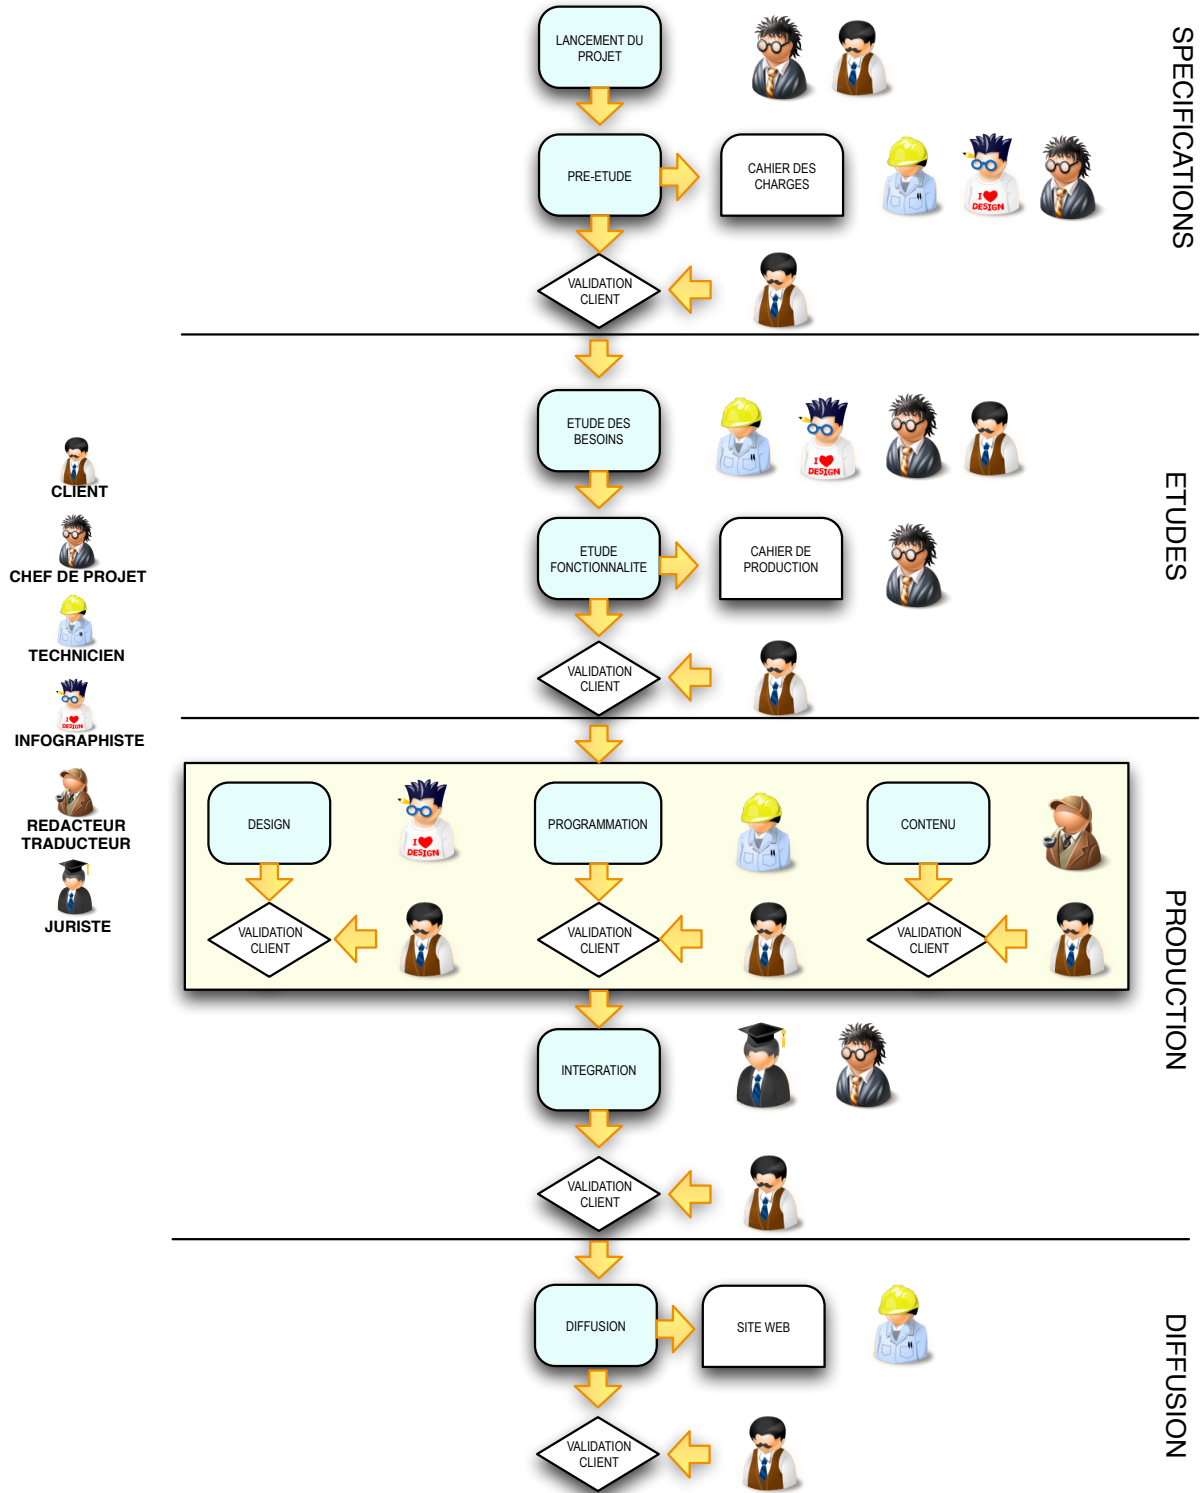 LANCEMENT DU
PROJET
SPECIFICATIONS
PRE-ETUDE
CAHIER DES
CHARGES
I
DESIGN
VALIDATION
CLIENT
ETUDE DES
BESOINS
I
DESIGN
ETUDES
CLIENT
CHEF DE PROJET
TECHNICIEN
I
DESIGN
INFOGRAPHISTE
REDACTEUR
TRADUCTEUR
JURISTE
ETUDE
FONCTIONNALITE
CAHIER DE
PRODUCTION
VALIDATION
CLIENT
DESIGN
I
DESIGN
PROGRAMMATION
CONTENU
PRODUCTION
VALIDATION
CLIENT
VALIDATION
CLIENT
VALIDATION
CLIENT
INTEGRATION
VALIDATION
CLIENT
DIFFUSION
SITE WEB
DIFFUSION
VALIDATION
CLIENT